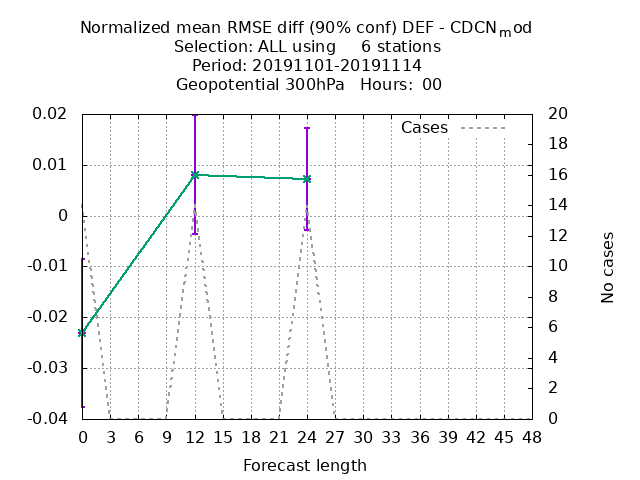 Normalized mean RMSE diff (90% conf) DEF - CDCNmod
Selection: ALL using 6 stations
Period: 20191101-20191114
Geopotential 300hPa Hours: 00
Cases
0.02
0.01
0
-0.01
-0.02
-0.03
-0.04
20
18
16
14
12
10
8
6
4
2
0
No cases
0 3 6 9 12 15 18 21 24 27 30 33 36 39 42 45 48
Forecast length